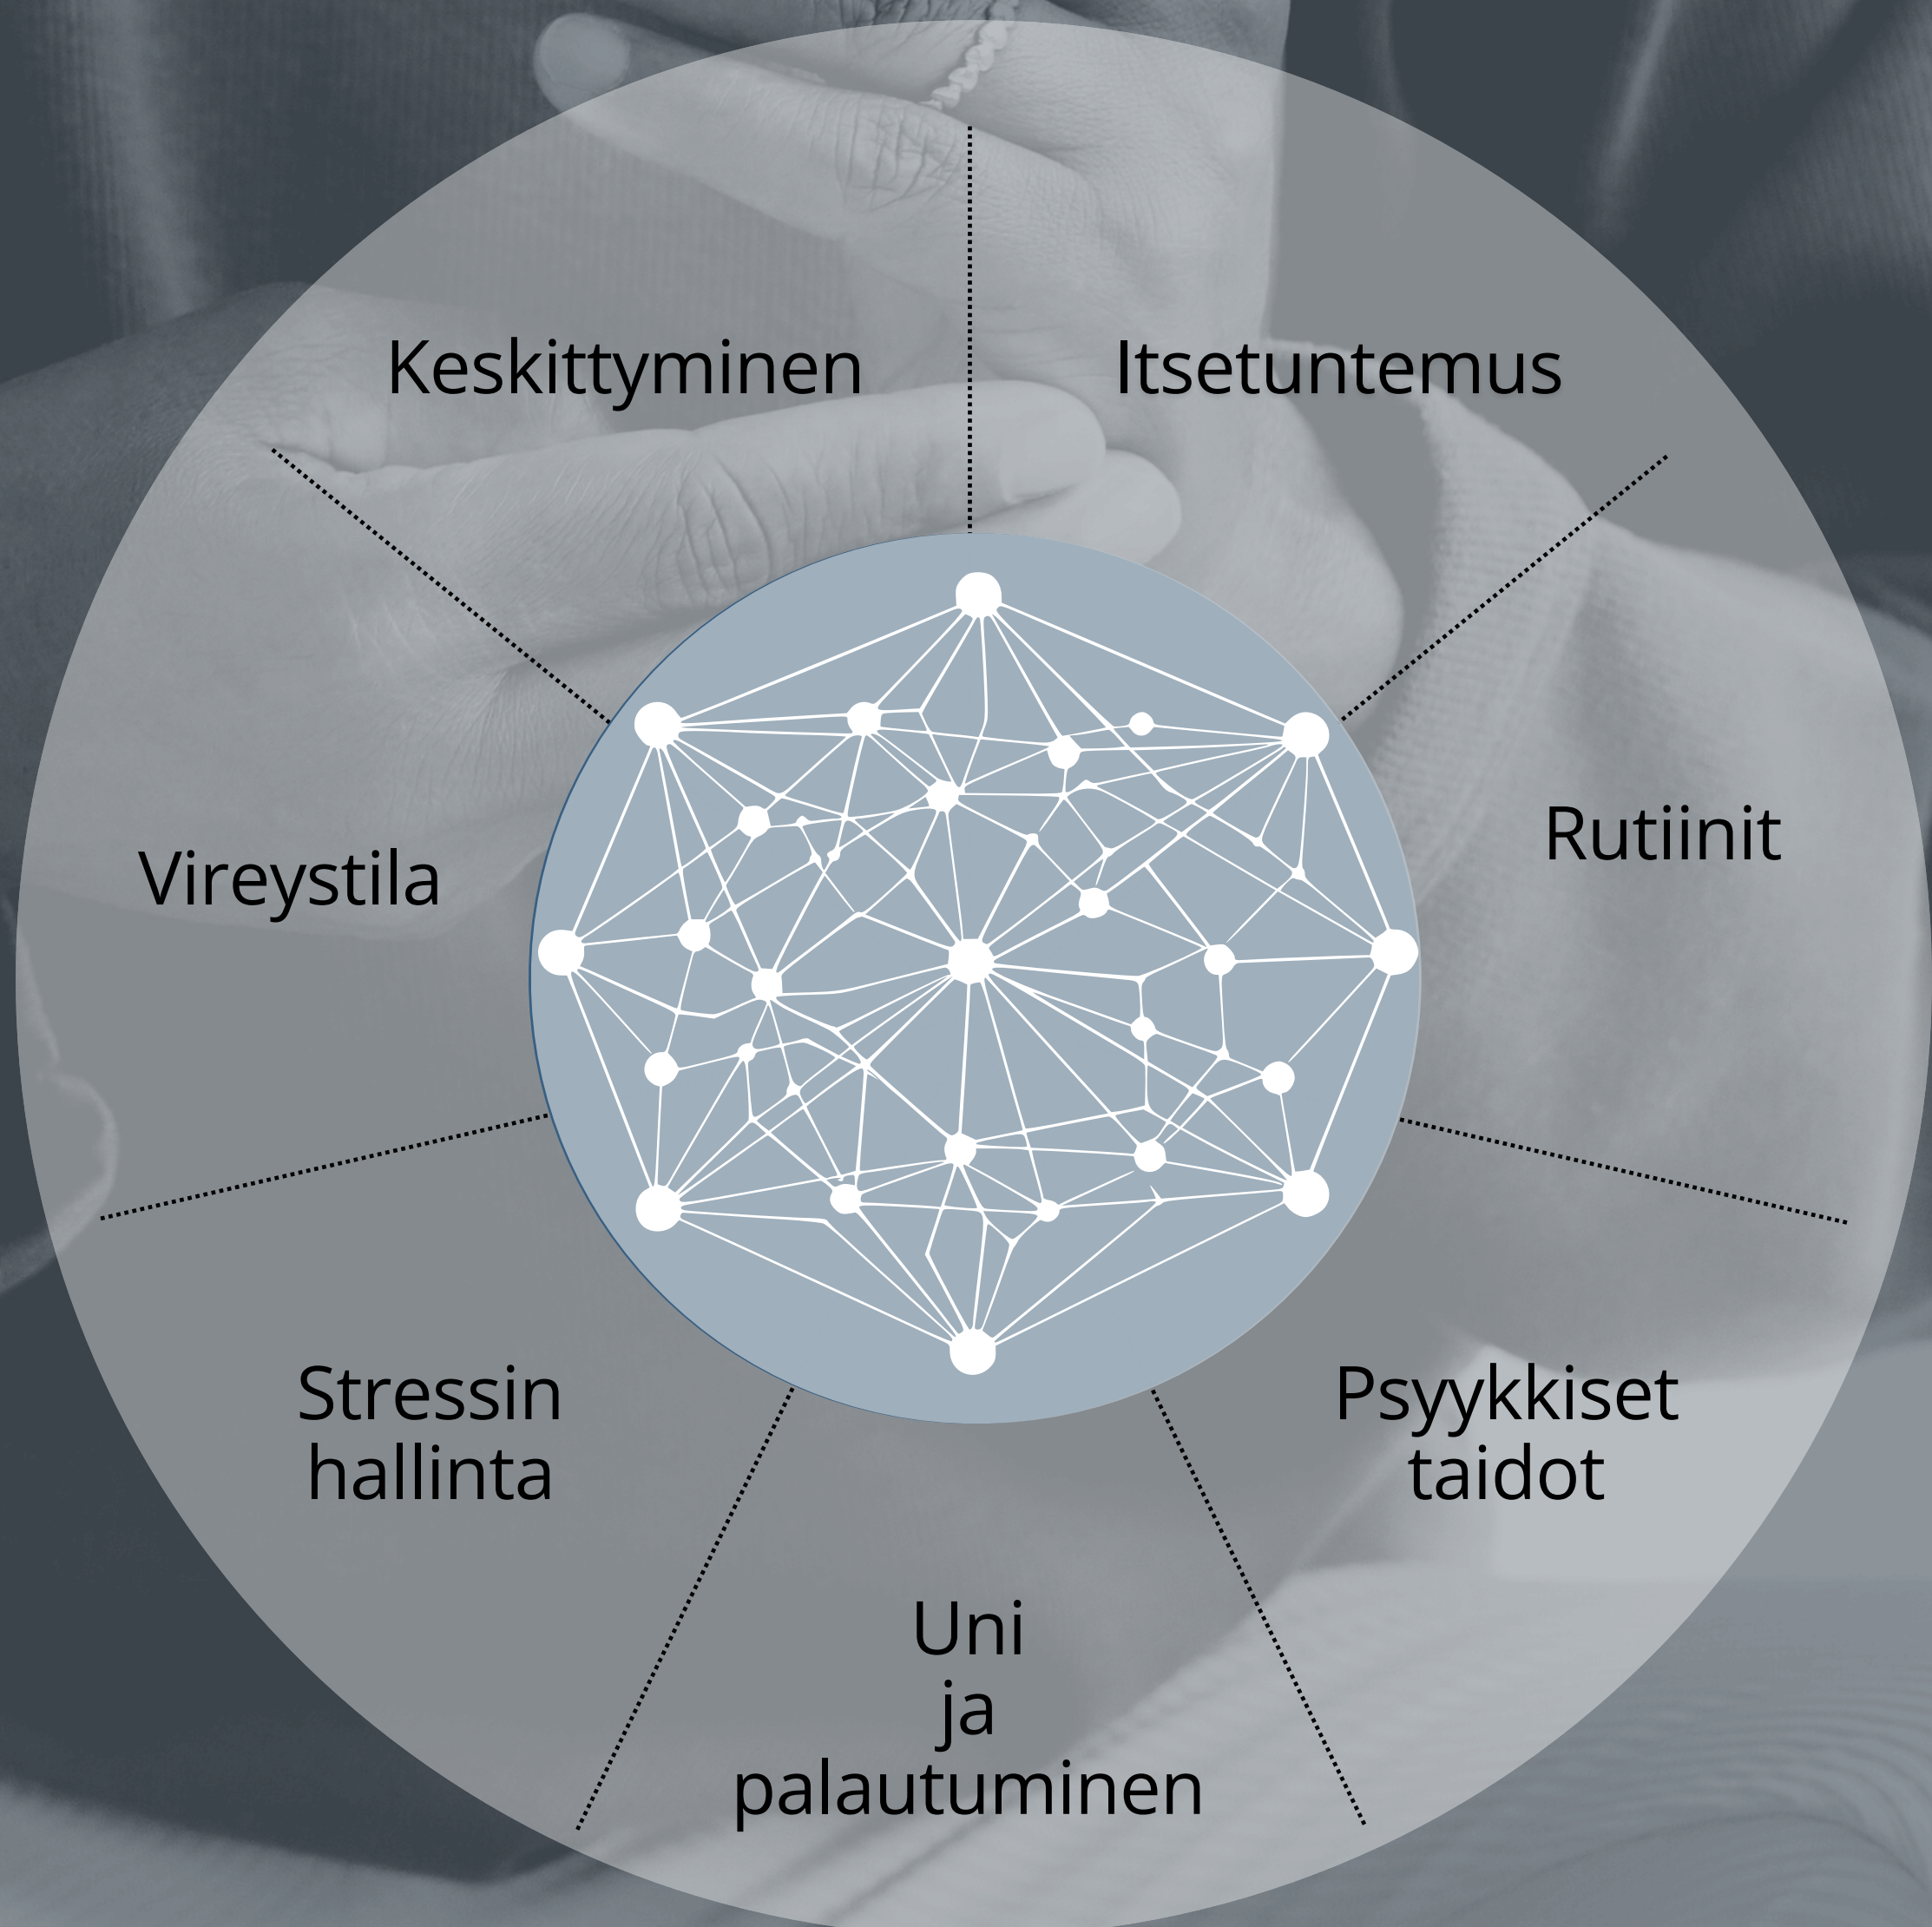 Keskittyminen
Itsetuntemus
Rutiinit
Vireystila
Stressin
hallinta
Psyykkiset
taidot
Uni
ja
palautuminen